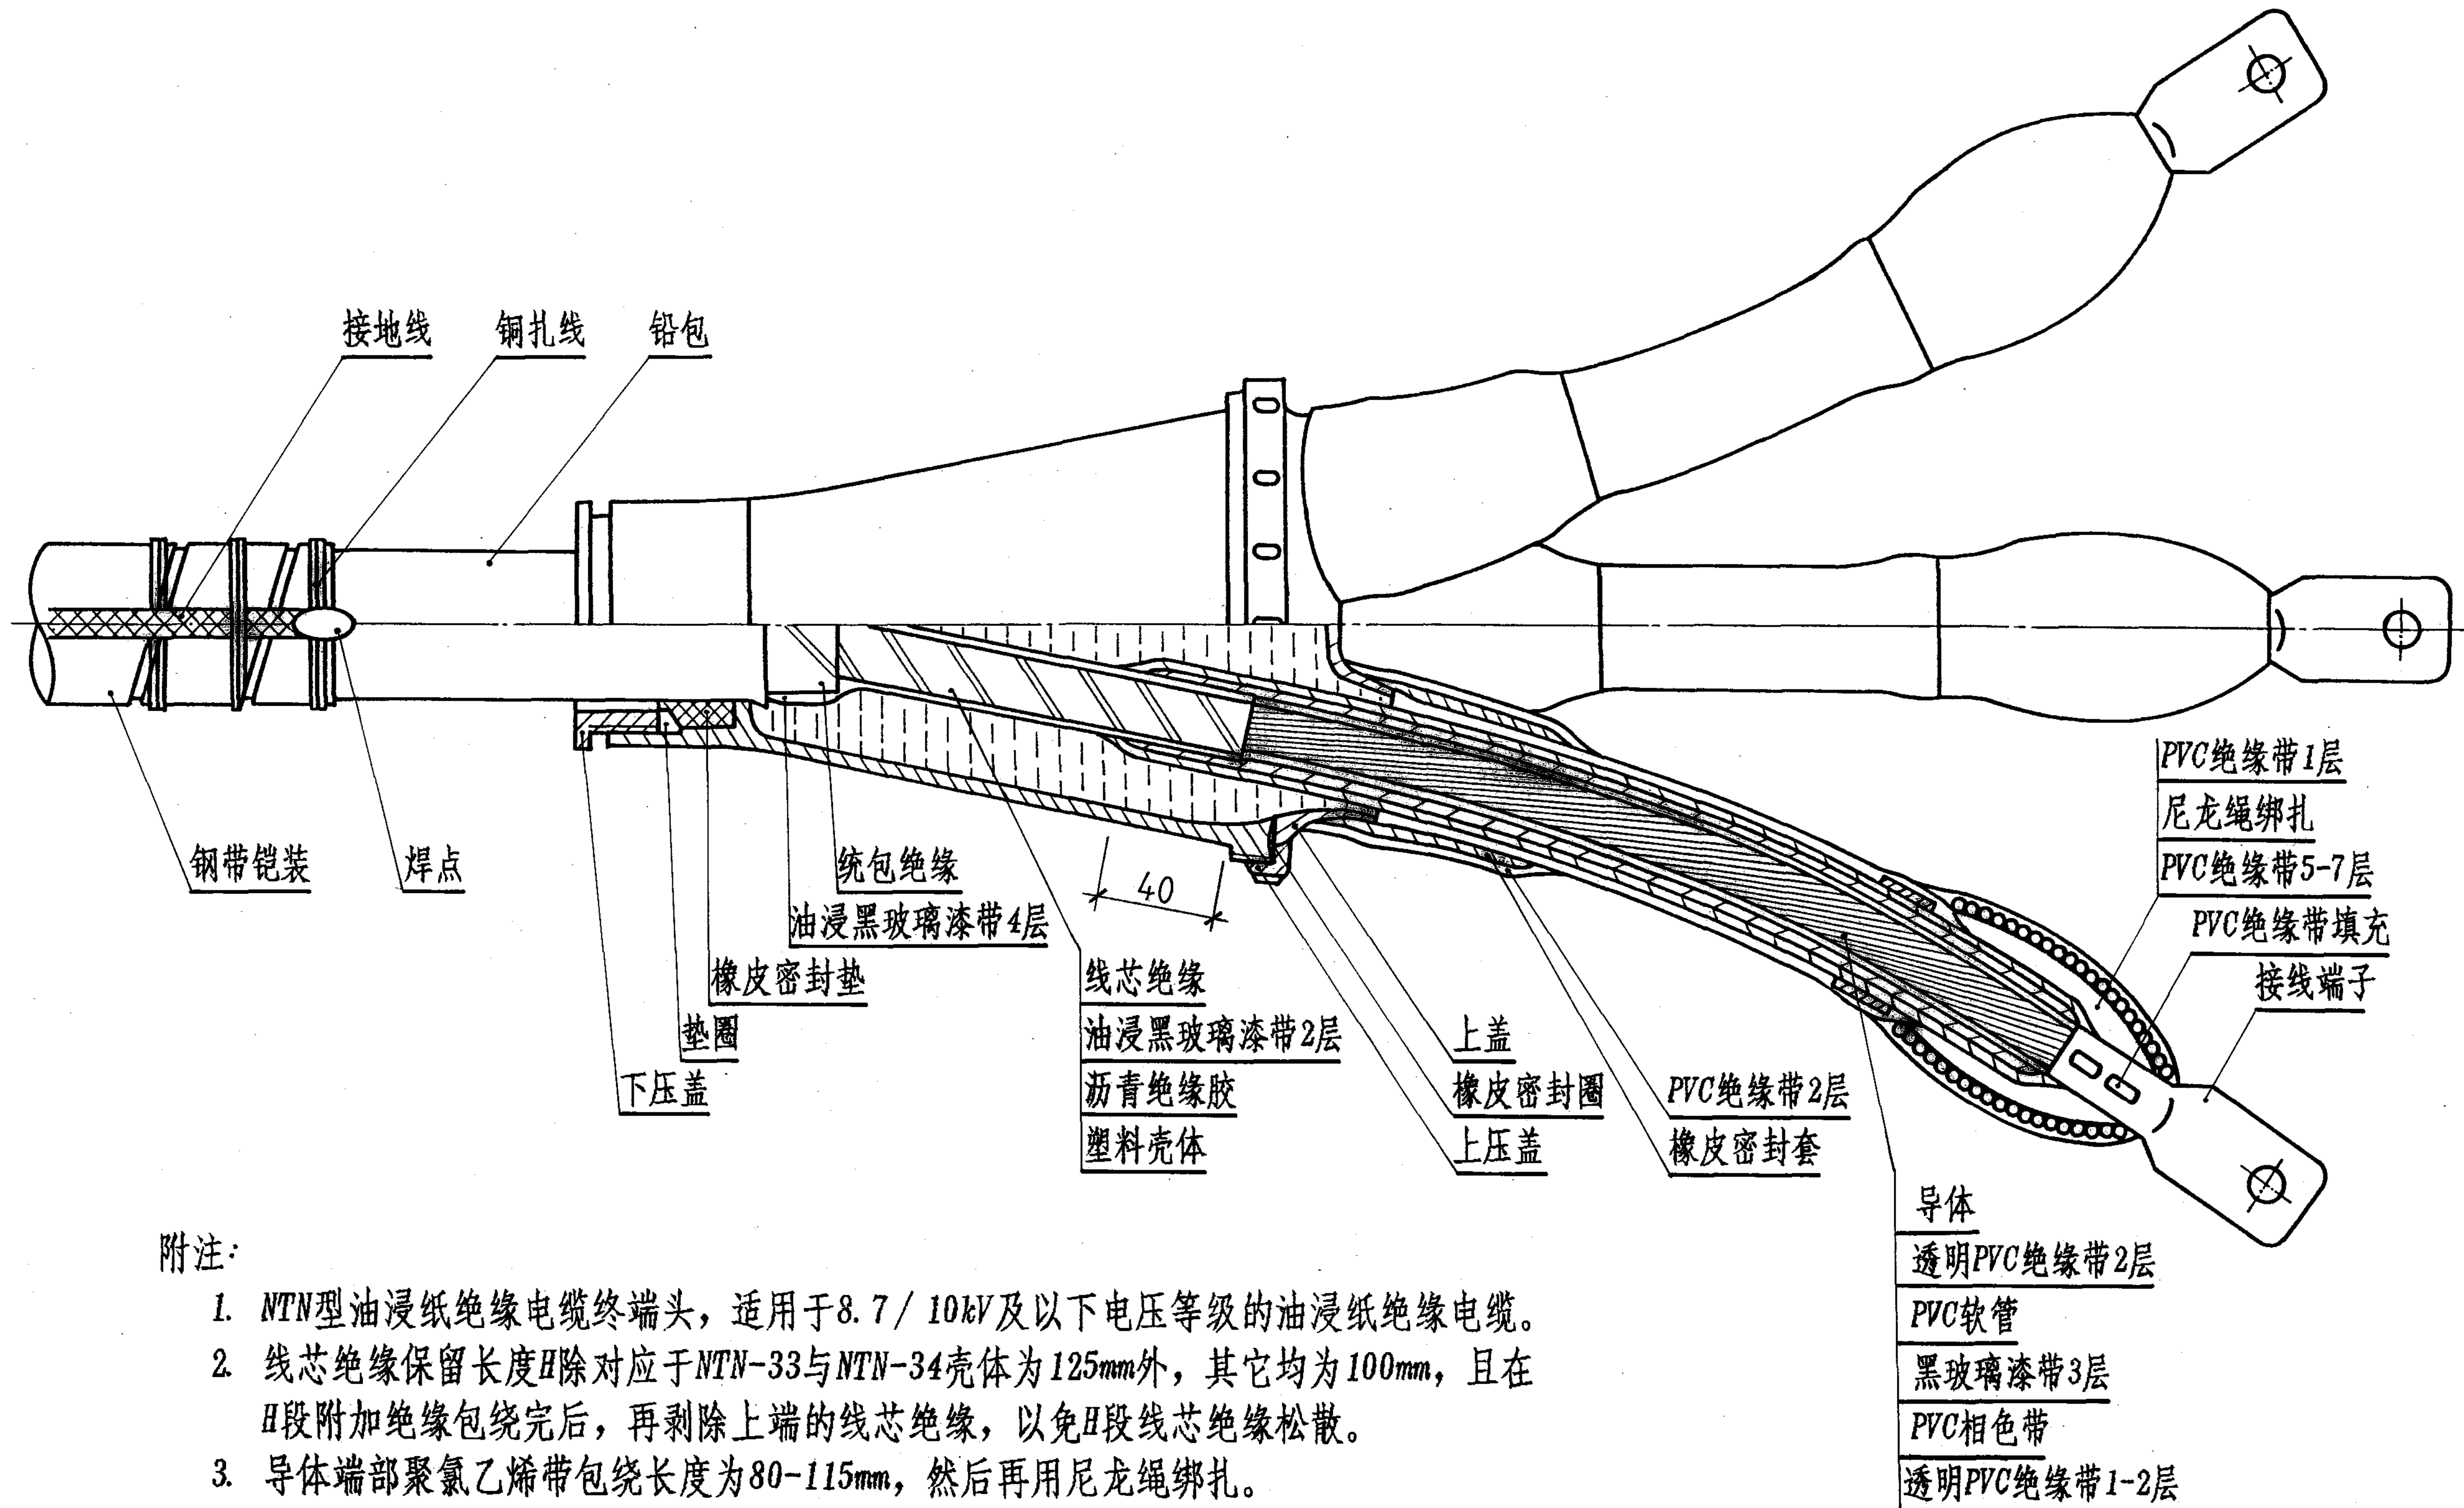 接地线
铜扎线
铅包
钢带铠装
焊点
统包绝缘
油浸黑玻璃漆带4层
橡皮密封垫
垫圈
下压盖
40
线芯绝缘
油浸黑玻璃漆带2层
沥青绝缘胶
塑料壳体
上盖
橡皮密封圈
上压盖
PVC绝缘带2层
橡皮密封套
PVC绝缘带1层
尼龙绳绑扎
PVC绝缘带5-7层
PVC绝缘带填充
接线端子
导体
透明PVC绝缘带2层
PVC软管
黑玻璃漆带3层
PVC相色带
透明PVC绝缘带1-2层
附注:
1. NTN型油浸纸绝缘电缆终端头，适用于8.7/10kV及以下电压等级的油浸纸绝缘电缆。
2. 线芯绝缘保留长度H除对应于NTN-33与NTN-34壳体为125mm外，其它均为100mm，且在
H段附加绝缘包绕完后，再剥除上端的线芯绝缘，以免H段线芯绝缘松散。
3. 导体端部聚氯乙烯带包绕长度为80-115mm，然后再用尼龙绳绑扎。